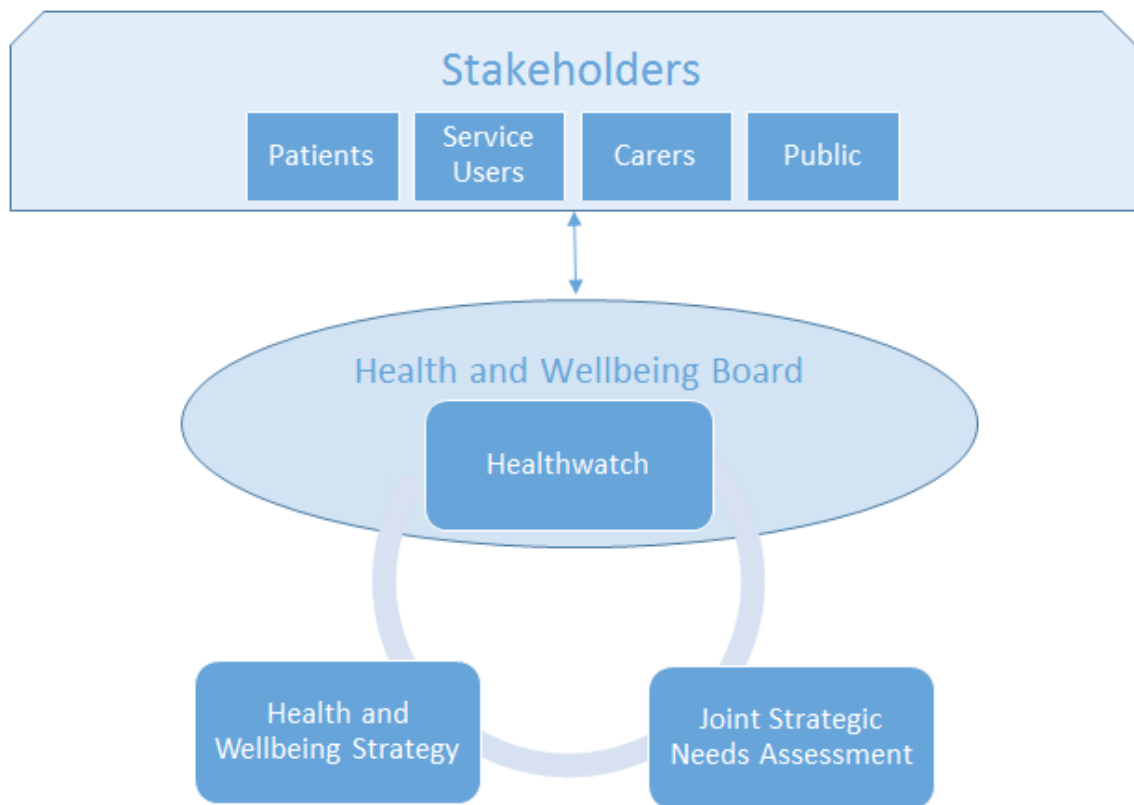 Stakeholders
Patients
Service
Users
Carers
Public
Health and Wellbeing Board
Healthwatch
Health and
Wellbeing Strategy
Joint Strategic
Needs Assessment